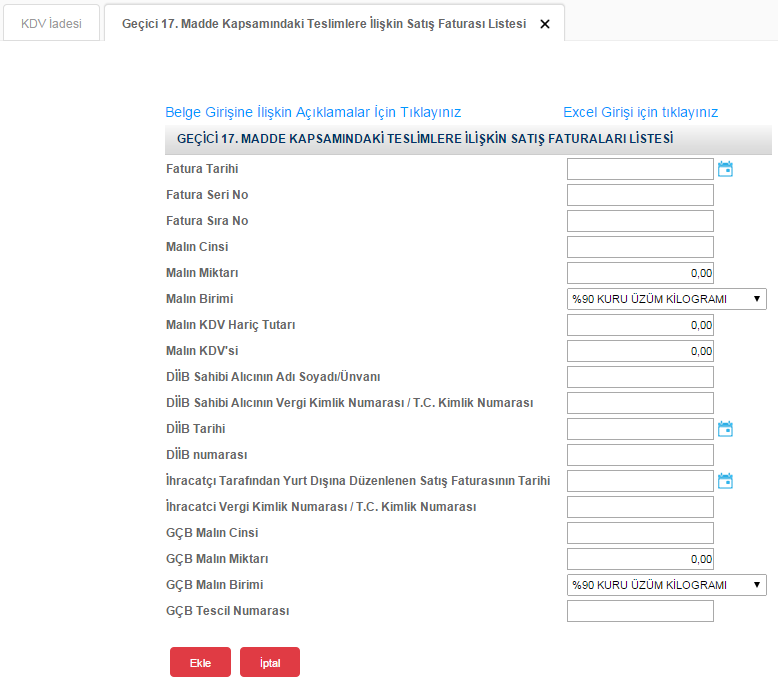 KDV İadesi
Geçici 17. Madde Kapsamındaki Teslimlere İlişkin Satış Faturası Listesi
Belge Girişine İlişkin Açıklamalar İçin Tıklayınız
Excel Girişi için tıklayınız
GEÇİCİ 17. MADDE KAPSAMINDAKİ TESLİMLERE İLİŞKİN SATIŞ FATURALARI LİSTESİ
Fatura Tarihi
Fatura Seri No
Fatura Sıra No
Malın Cinsi
Malın Miktarı 0,00
Malın Birimi %90 KURU ÜZÜM KİLOGRAMI
Malın KDV Hariç Tutarı 0,00
Malın KDV'si 0,00
DİİB Sahibi Alıcının Adı Soyadı/Ünvanı
DİİB Sahibi Alıcının Vergi Kimlik Numarası / T.C. Kimlik Numarası
DİİB Tarihi
DİİB numarası
İhracatçı Tarafından Yurt Dışına Düzenlenen Satış Faturasının Tarihi
İhracatci Vergi Kimlik Numarası / T.C. Kimlik Numarası
GÇB Malın Cinsi
GÇB Malın Miktarı 0,00
GÇB Malın Birimi %90 KURU ÜZÜM KİLOGRAMI
GÇB Tescil Numarası
Ekle İptal